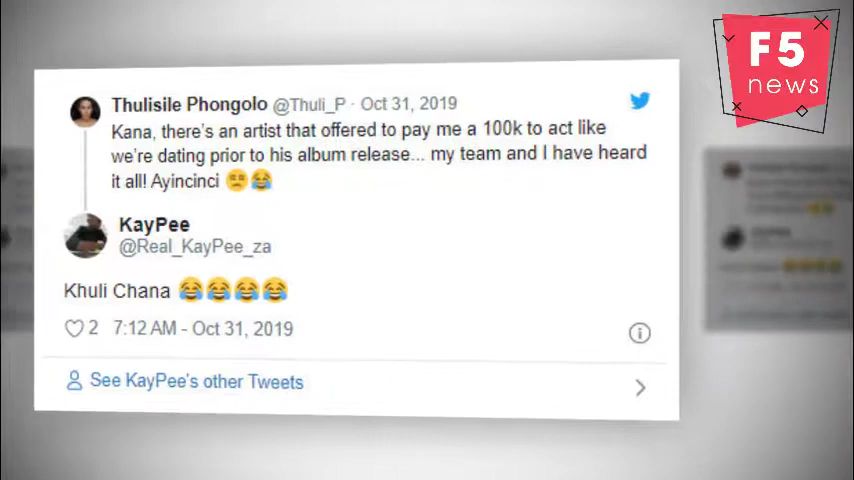 F5
news
Thulisile Phongolo @Thuli_P · Oct 31, 2019
Kana, there's an artist that offered to pay me a 100k to act like
we're dating prior to his album release... my team and I have heard
it all! Ayincinci 😒😂
KayPee
@Real_KayPee_za
Khuli Chana 😂😂😂😂
2 7:12 AM - Oct 31, 2019
See KayPee's other Tweets